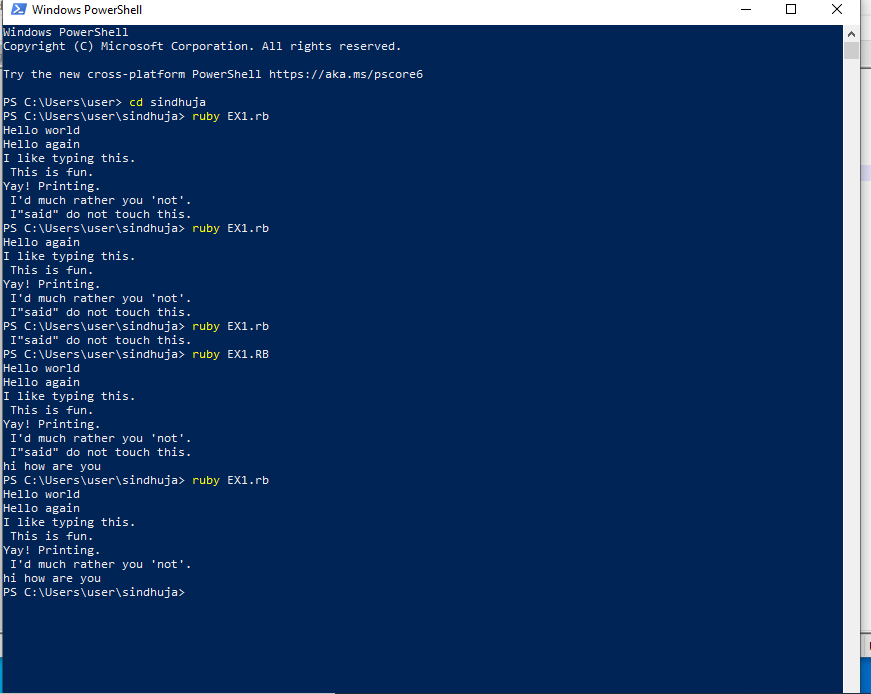 Windows PowerShell
Windows PowerShell
Copyright (C) Microsoft Corporation. All rights reserved.
Try the new cross-platform PowerShell https://aka.ms/pscore6
PS C:\Users\user> cd sindhuja
PS C:\Users\user\sindhuja> ruby EX1.rb
Hello world
Hello again
I like typing this.
 This is fun.
Yay! Printing.
 I'd much rather you 'not'.
 I"said" do not touch this.
PS C:\Users\user\sindhuja> ruby EX1.rb
Hello again
I like typing this.
 This is fun.
Yay! Printing.
 I'd much rather you 'not'.
 I"said" do not touch this.
PS C:\Users\user\sindhuja> ruby EX1.rb
 I"said" do not touch this.
PS C:\Users\user\sindhuja> ruby EX1.RB
Hello world
Hello again
I like typing this.
 This is fun.
Yay! Printing.
 I'd much rather you 'not'.
 I"said" do not touch this.
hi how are you
PS C:\Users\user\sindhuja> ruby EX1.rb
Hello world
Hello again
I like typing this.
 This is fun.
Yay! Printing.
 I'd much rather you 'not'.
hi how are you
PS C:\Users\user\sindhuja>